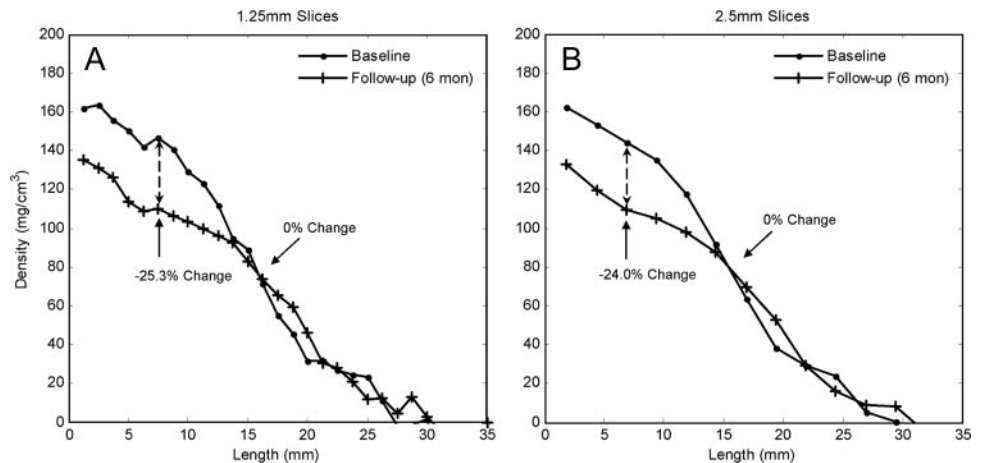 1.25mm Slices
A
Baseline
Follow-up (6 mon)
0% Change
-25.3% Change
Density (mg/cm³)
200
180
160
140
120
100
80
60
40
20
0
0 5 10 15 20 25 30 35
Length (mm)
2.5mm Slices
B
Baseline
Follow-up (6 mon)
0% Change
-24.0% Change
200
180
160
140
120
100
80
60
40
20
0
0 5 10 15 20 25 30 35
Length (mm)